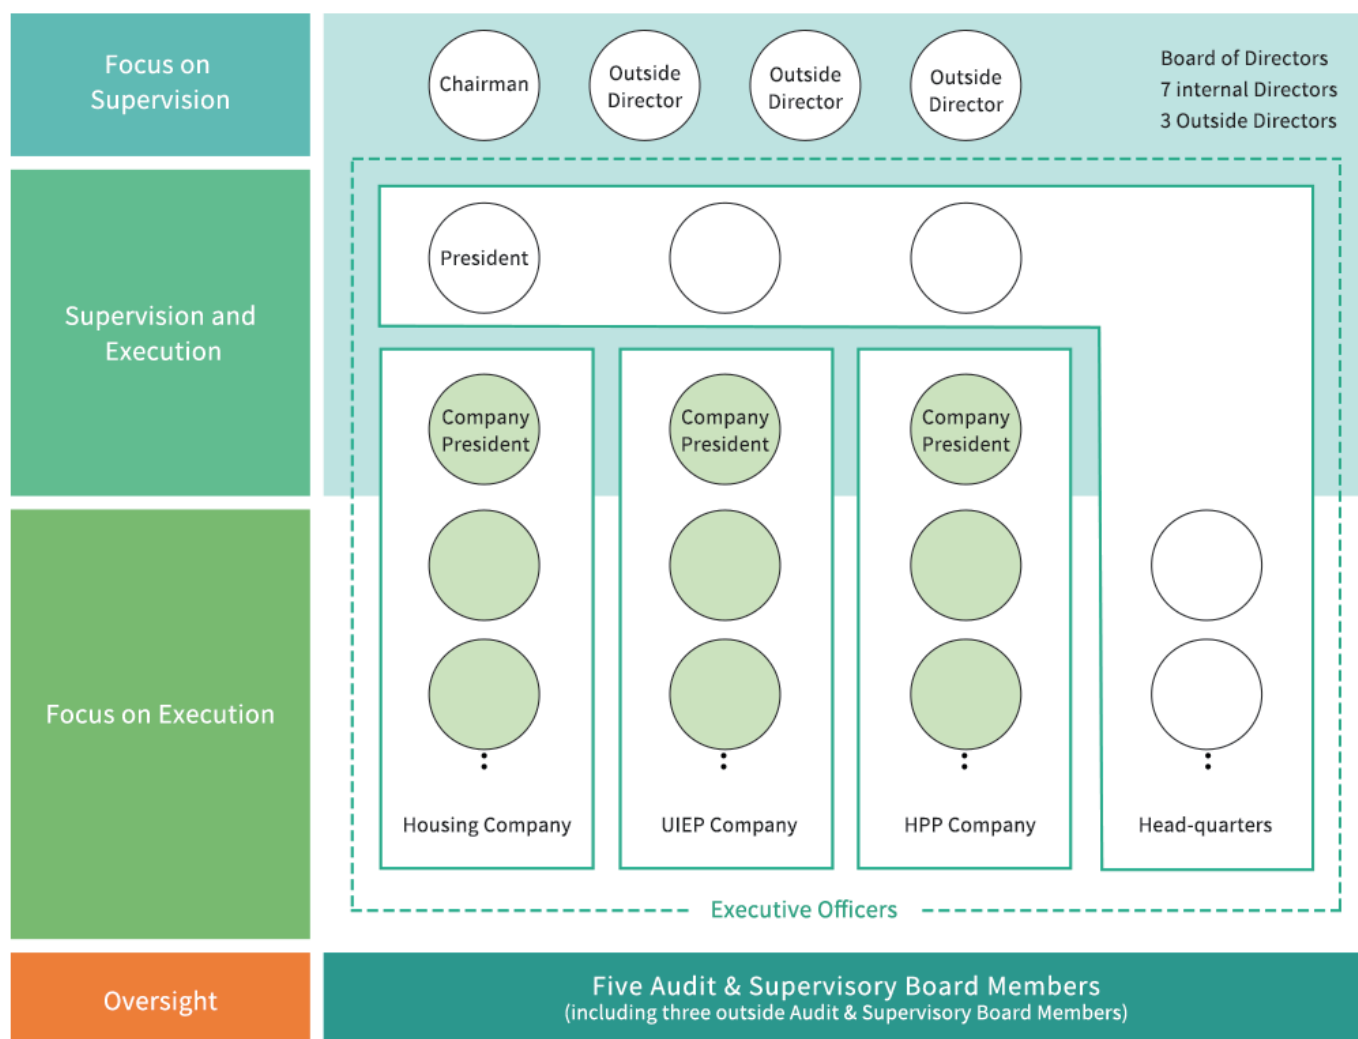 Focus on
Supervision
Chairman
Outside
Director
Outside
Director
Outside
Director
Board of Directors
7 internal Directors
3 Outside Directors
Supervision and
Execution
President
Company
President
Company
President
Company
President
Focus on Execution
Housing Company
UIEP Company
HPP Company
Head-quarters
Executive Officers
Oversight
Five Audit & Supervisory Board Members
(including three outside Audit & Supervisory Board Members)